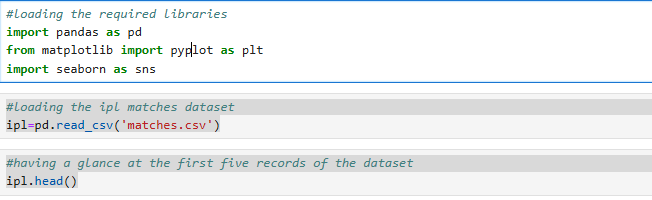 #loading the required libraries
import pandas as pd
from matplotlib import pyplot as plt
import seaborn as sns
#loading the ipl matches dataset
ipl=pd.read_csv('matches.csv')
#having a glance at the first five records of the dataset
ipl.head()